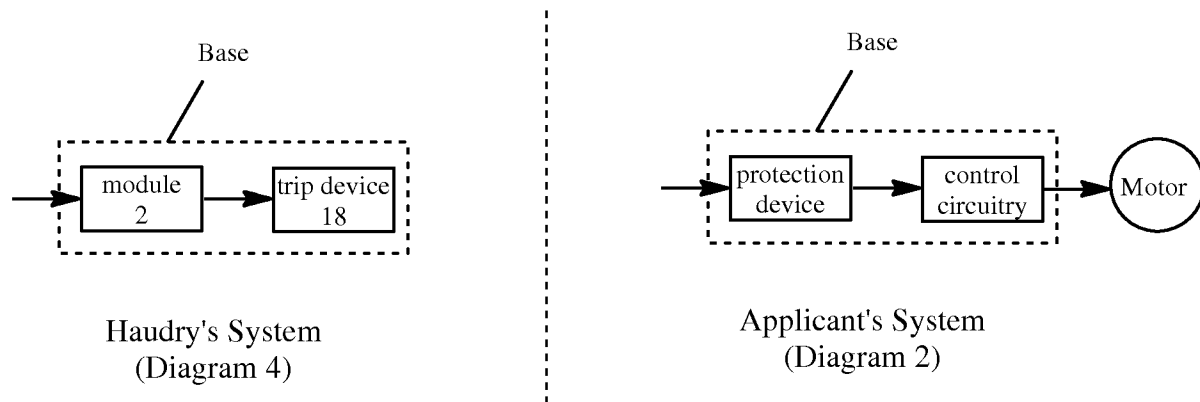 Base
module
2
trip device
18
Haudry's System
(Diagram 4)
Base
protection
device
control
circuitry
Motor
Applicant's System
(Diagram 2)